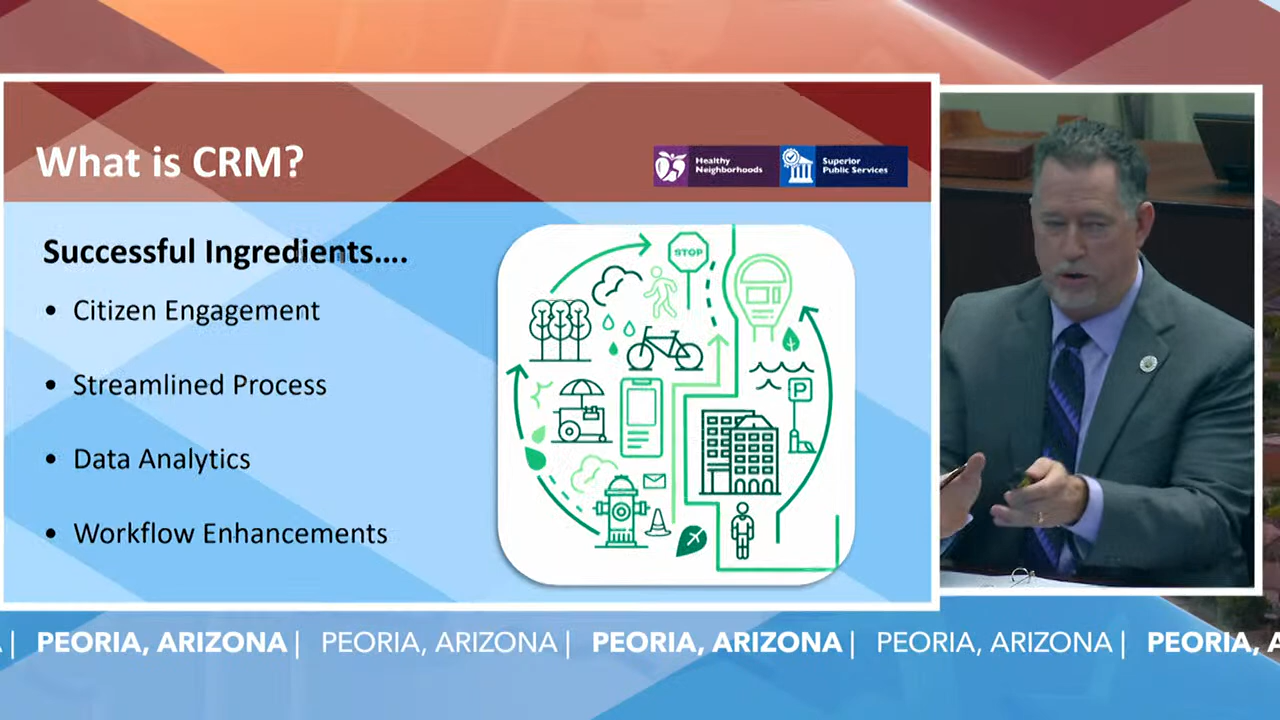 What is CRM?
Healthy
Neighborhoods
Superior
Public Services
Successful Ingredients....
• Citizen Engagement
• Streamlined Process
• Data Analytics
• Workflow Enhancements
STOP
P
| PEORIA, ARIZONA | PEORIA, ARIZONA | PEORIA, ARIZONA | PEORIA, ARIZONA | PEORIA, A